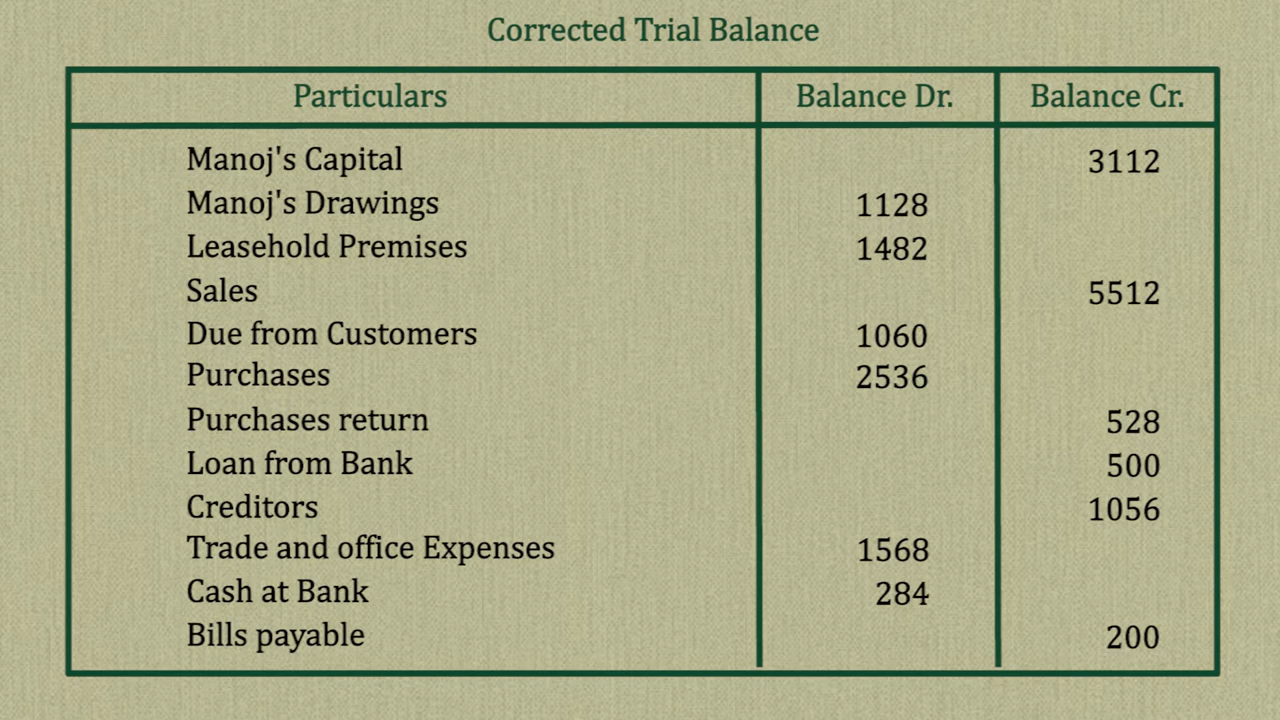 Corrected Trial Balance
Particulars Balance Dr. Balance Cr.
Manoj's Capital 3112
Manoj's Drawings 1128
Leasehold Premises 1482
Sales 5512
Due from Customers 1060
Purchases 2536
Purchases return 528
Loan from Bank 500
Creditors 1056
Trade and office Expenses 1568
Cash at Bank 284
Bills payable 200